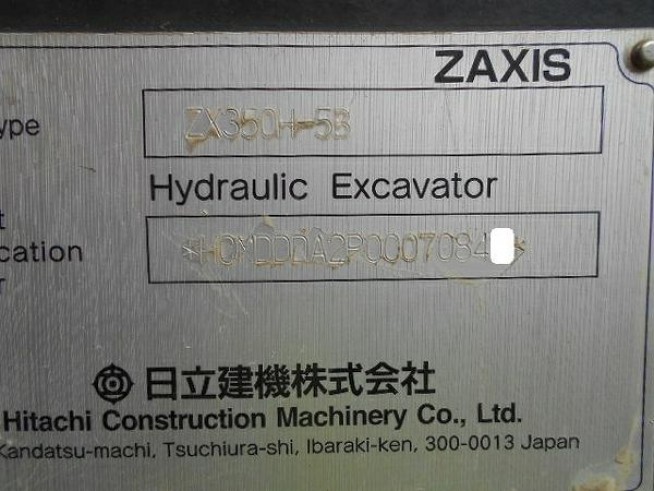 ZAXIS
ype
ZX350H-5B
Hydraulic Excavator
t
cation
r
*HCMDDDA2P0007084
日立建機株式会社
Hitachi Construction Machinery Co., Ltd.
Kandatsu-machi, Tsuchiura-shi, Ibaraki-ken, 300-0013 Japan